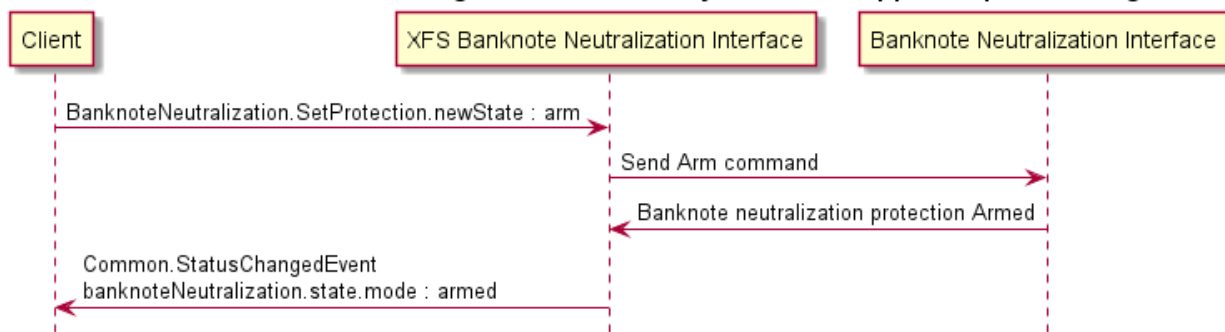 Client
XFS Banknote Neutralization Interface
Banknote Neutralization Interface
BanknoteNeutralization.SetProtection.newState : arm
Send Arm command
Banknote neutralization protection Armed
Common.StatusChangedEvent
banknoteNeutralization.state.mode : armed